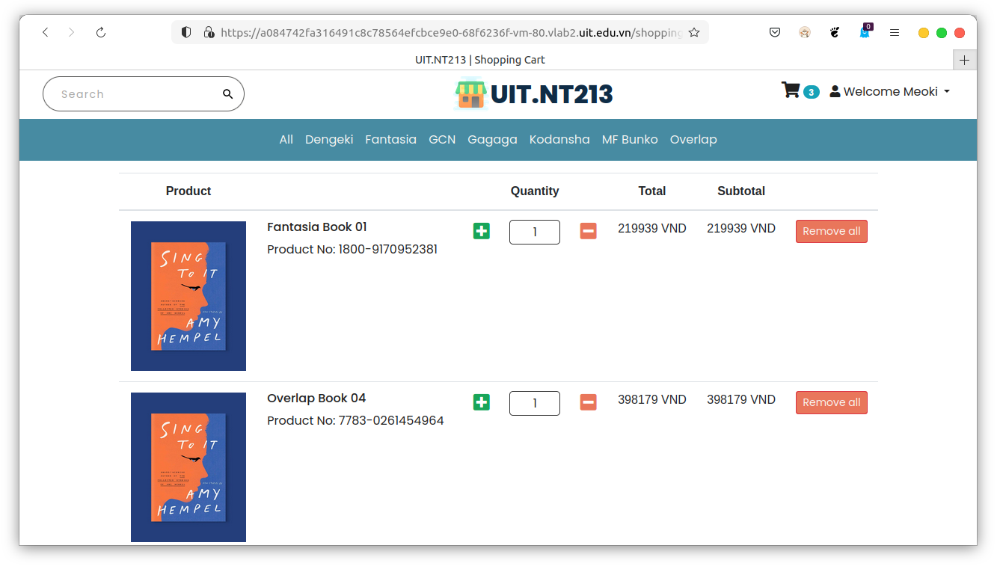 https://a084742fa316491c8c78564efcbce9e0-68f6236f-vm-80.vlab2.uit.edu.vn/shopping
0
UIT.NT213 | Shopping Cart
Search
UIT.NT213
3
Welcome Meoki
All Dengeki Fantasia GCN Gagaga Kodansha MF Bunko Overlap
Product Quantity Total Subtotal
Fantasia Book 01
1 219939 VND 219939 VND Remove all
Product No: 1800-9170952381
SING
TO IT
AMY
HEMPEL
Overlap Book 04
1 398179 VND 398179 VND Remove all
Product No: 7783-0261454964
SING
TO IT
AMY
HEMPEL